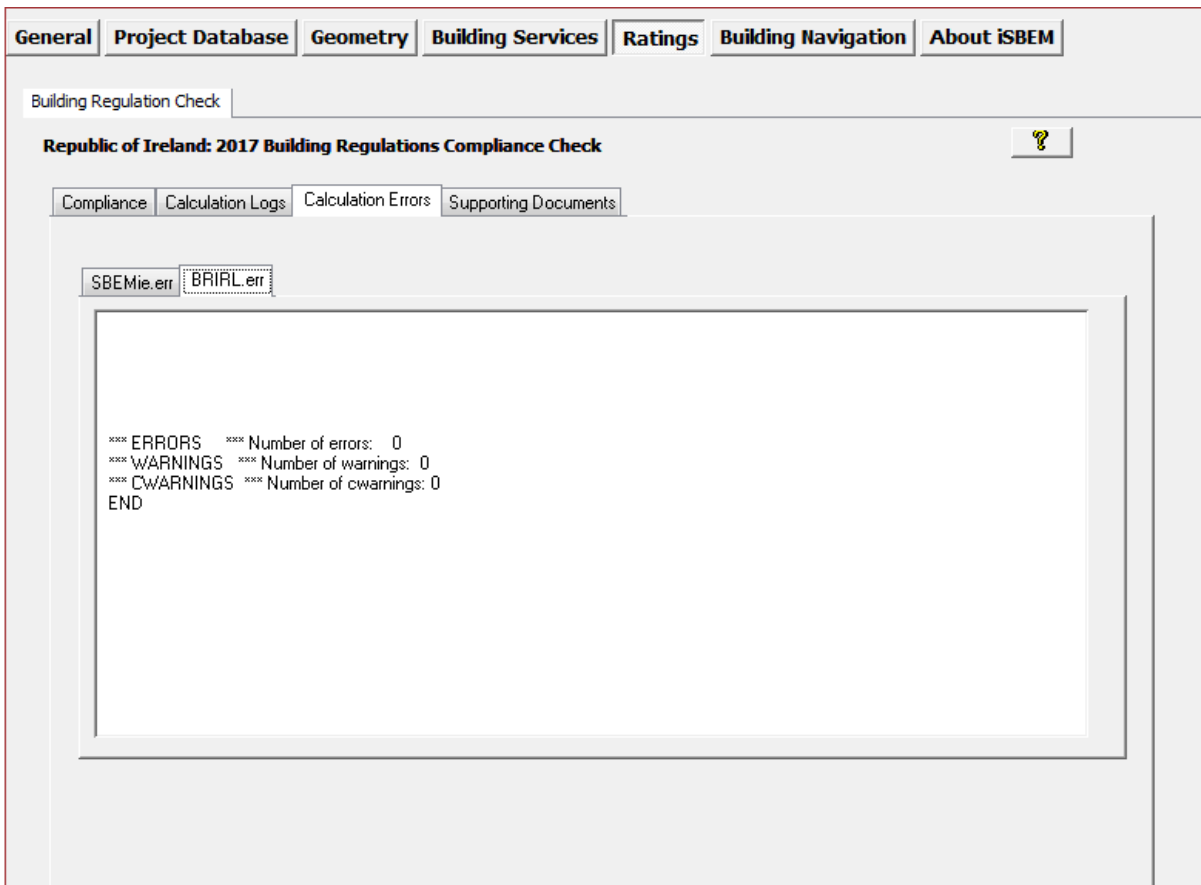 General Project Database Geometry Building Services Ratings Building Navigation About iSBEM
Building Regulation Check
Republic of Ireland: 2017 Building Regulations Compliance Check ?
Compliance Calculation Logs Calculation Errors Supporting Documents
SBEMie.err BRIRL.err
*** ERRORS *** Number of errors: 0
*** WARNINGS *** Number of warnings: 0
*** CWARNINGS *** Number of cwarnings: 0
END